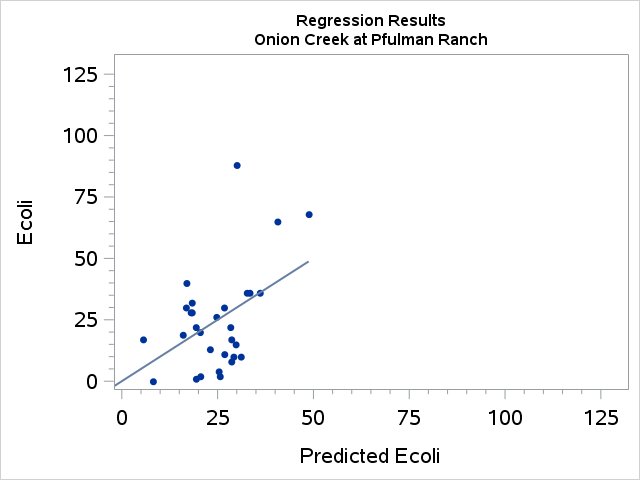 Regression Results
Onion Creek at Pfulman Ranch
125
100
75
50
25
0
Ecoli
0 25 50 75 100 125
Predicted Ecoli